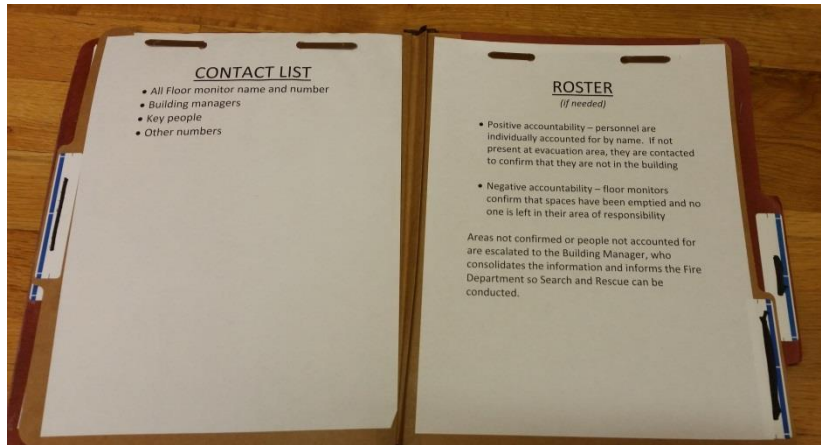 CONTACT LIST
• All Floor monitor name and number
• Building managers
• Key people
• Other numbers
ROSTER
(if needed)
• Positive accountability – personnel are
individually accounted for by name.  If not
present at evacuation area, they are contacted
to confirm that they are not in the building
• Negative accountability – floor monitors
confirm that spaces have been emptied and no
one is left in their area of responsibility
Areas not confirmed or people not accounted for
are escalated to the Building Manager, who
consolidates the information and informs the Fire
Department so Search and Rescue can be
conducted.